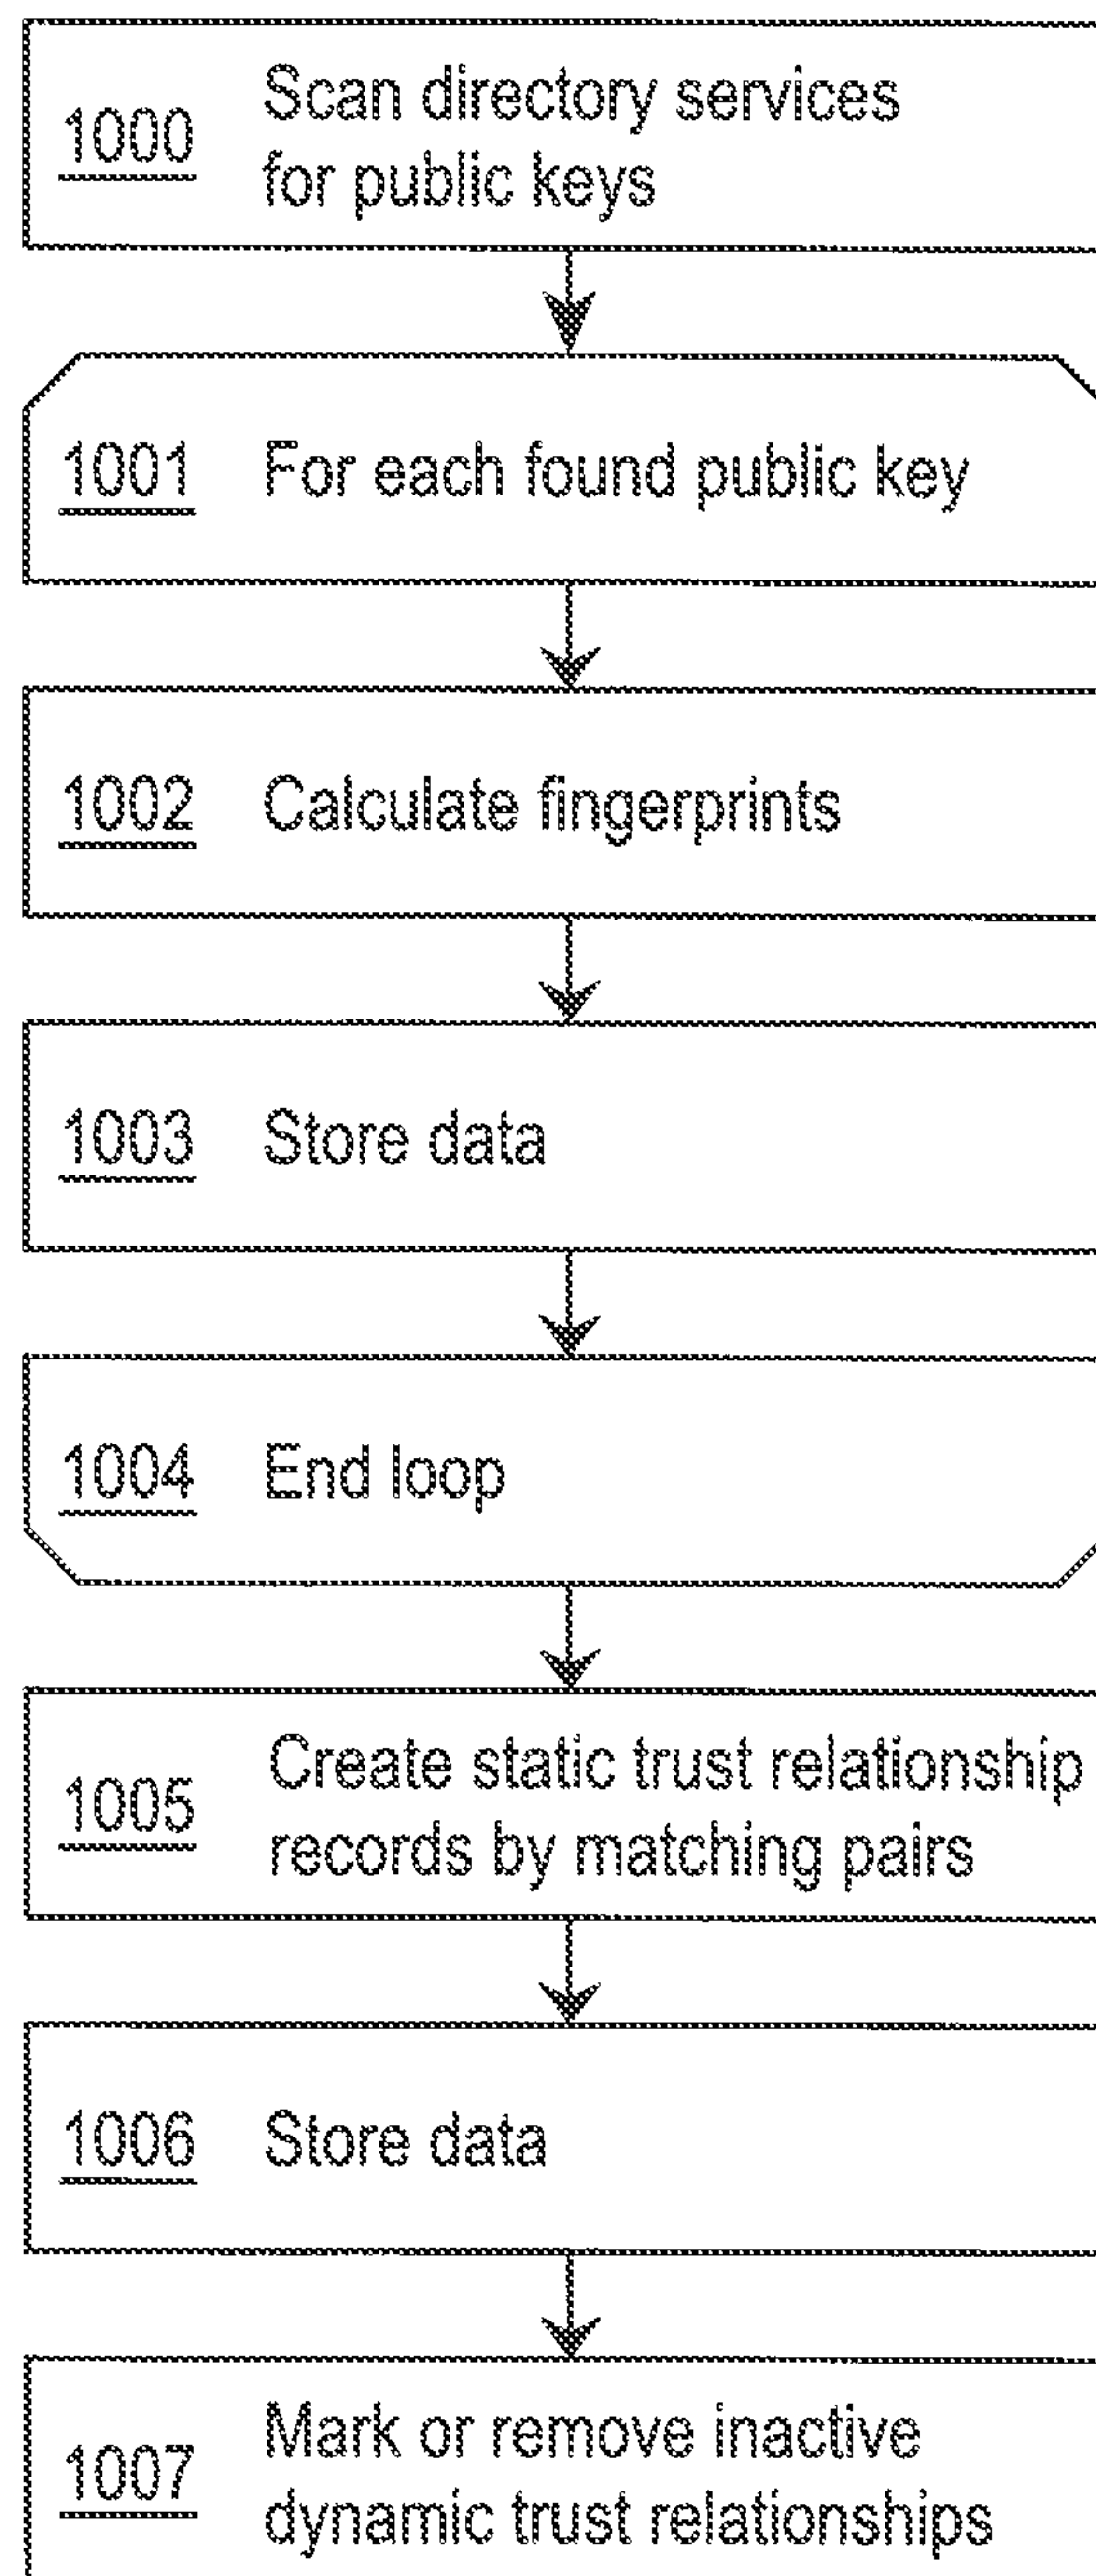 1000 Scan directory services
for public keys
1001 For each found public key
1002 Calculate fingerprints
1003 Store data
1004 End loop
1005 Create static trust relationship
records by matching pairs
1006 Store data
1007 Mark or remove inactive
dynamic trust relationships